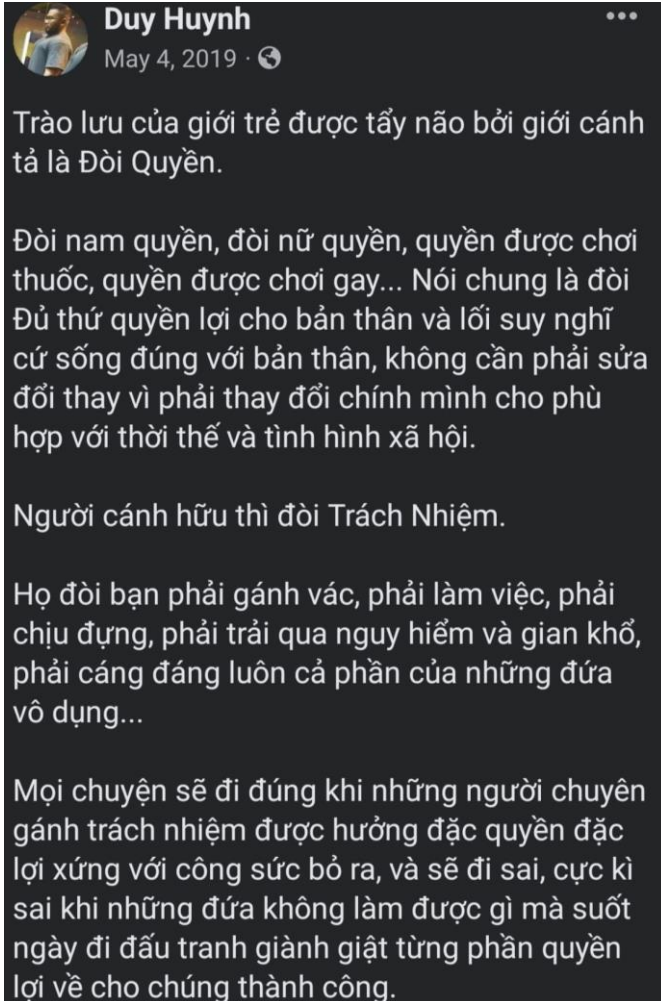 Duy Huynh
May 4, 2019 ·
Trào lưu của giới trẻ được tẩy não bởi giới cánh
tả là Đòi Quyền.
Đòi nam quyền, đòi nữ quyền, quyền được chơi
thuốc, quyền được chơi gay... Nói chung là đòi
Đủ thứ quyền lợi cho bản thân và lối suy nghĩ
cứ sống đúng với bản thân, không cần phải sửa
đổi thay vì phải thay đổi chính mình cho phù
hợp với thời thế và tình hình xã hội.
Người cánh hữu thì đòi Trách Nhiệm.
Họ đòi bạn phải gánh vác, phải làm việc, phải
chịu đựng, phải trải qua nguy hiểm và gian khổ,
phải cáng đáng luôn cả phần của những đứa
vô dụng...
Mọi chuyện sẽ đi đúng khi những người chuyên
gánh trách nhiệm được hưởng đặc quyền đặc
lợi xứng với công sức bỏ ra, và sẽ đi sai, cực kì
sai khi những đứa không làm được gì mà suốt
ngày đi đấu tranh giành giật từng phần quyền
lợi về cho chúng thành công.